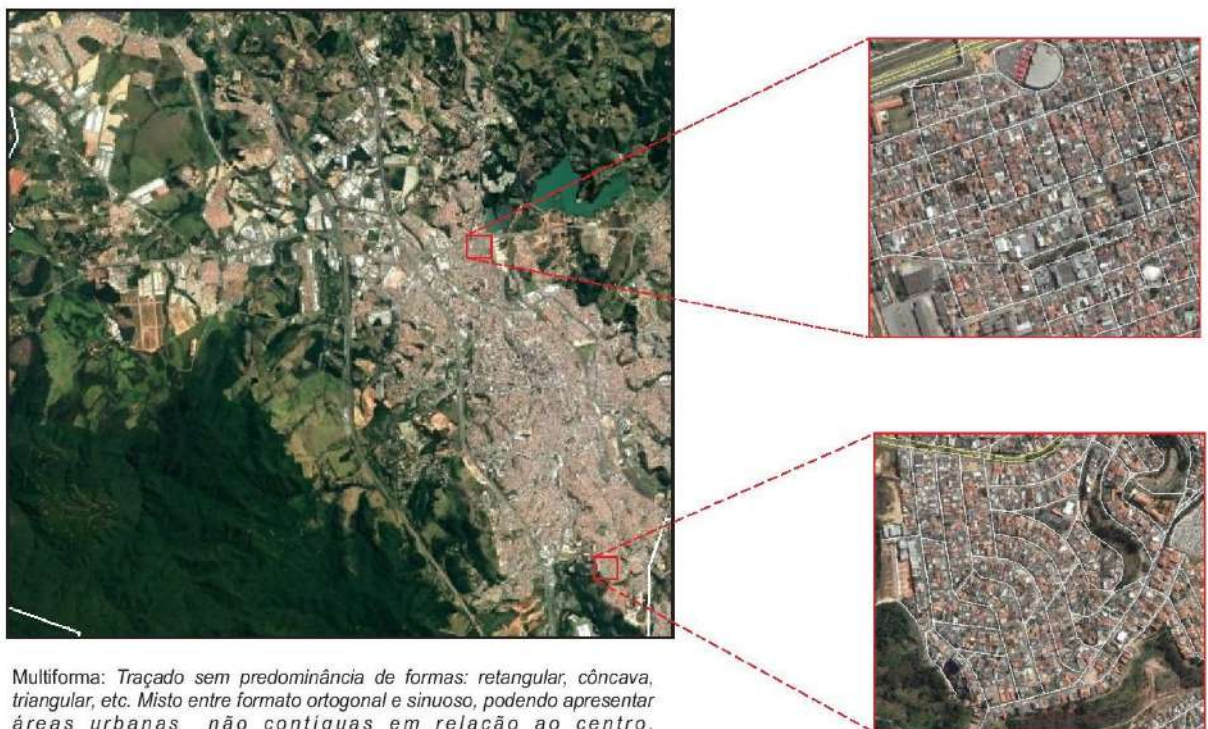 Multiforma: Traçado sem predominância de formas: retangular, côncava,
triangular, etc. Misto entre formato ortogonal e sinuoso, podendo apresentar
áreas urbanas não contíguas em relação ao centro.